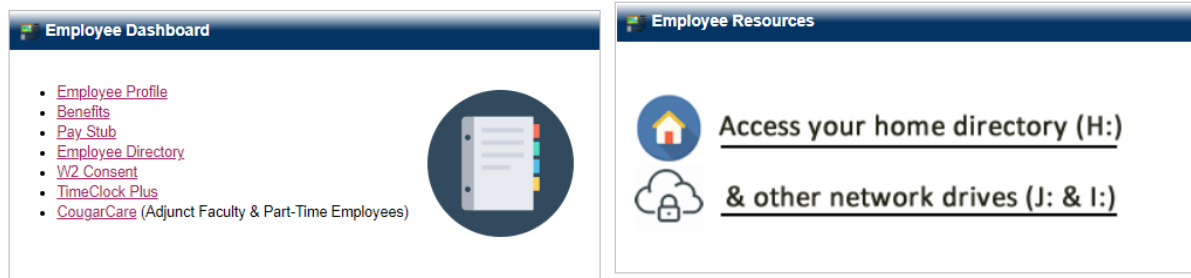 Employee Dashboard
Employee Profile
Benefits
Pay Stub
Employee Directory
W2 Consent
TimeClock Plus
CougarCare (Adjunct Faculty & Part-Time Employees)
Employee Resources
Access your home directory (H:)
& other network drives (J: & I:)